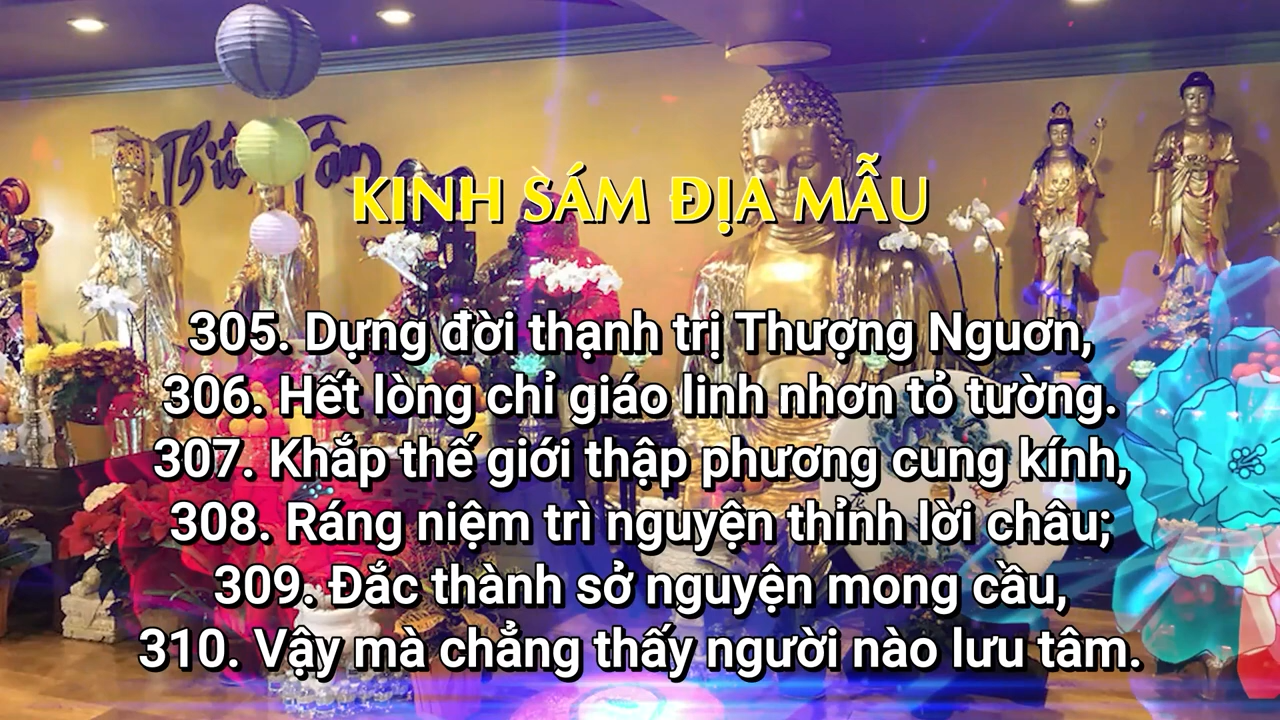 Thiên Tâm
KINH SÁM ĐỊA MẪU
305. Dựng đời thạnh trị Thượng Nguơn,
306. Hết lòng chỉ giáo linh nhơn tỏ tường.
307. Khắp thế giới thập phương cung kính,
308. Ráng niệm trì nguyện thỉnh lời châu;
309. Đắc thành sở nguyện mong cầu,
310. Vậy mà chẳng thấy người nào lưu tâm.